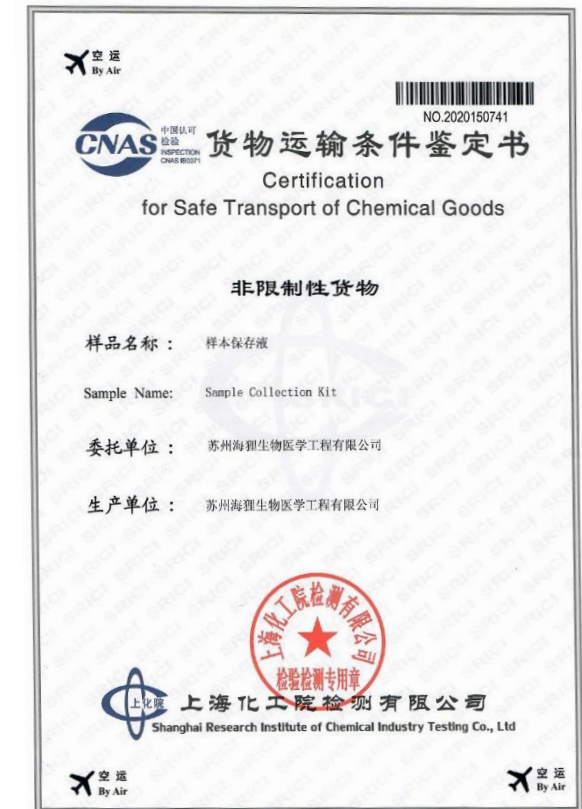 空运
By Air
NO.2020150741
CNAS
中国认可
检验
INSPECTION
CNAS IB0071
货物运输条件鉴定书
Certification
for Safe Transport of Chemical Goods
非限制性货物
样品名称： 样本保存液
Sample Name: Sample Collection Kit
委托单位： 苏州海狸生物医学工程有限公司
生产单位： 苏州海狸生物医学工程有限公司
SRICI
上海化工院检测有限公司
检验检测专用章
上化院
上海化工院检测有限公司
Shanghai Research Institute of Chemical Industry Testing Co., Ltd
空运
By Air
空运
By Air